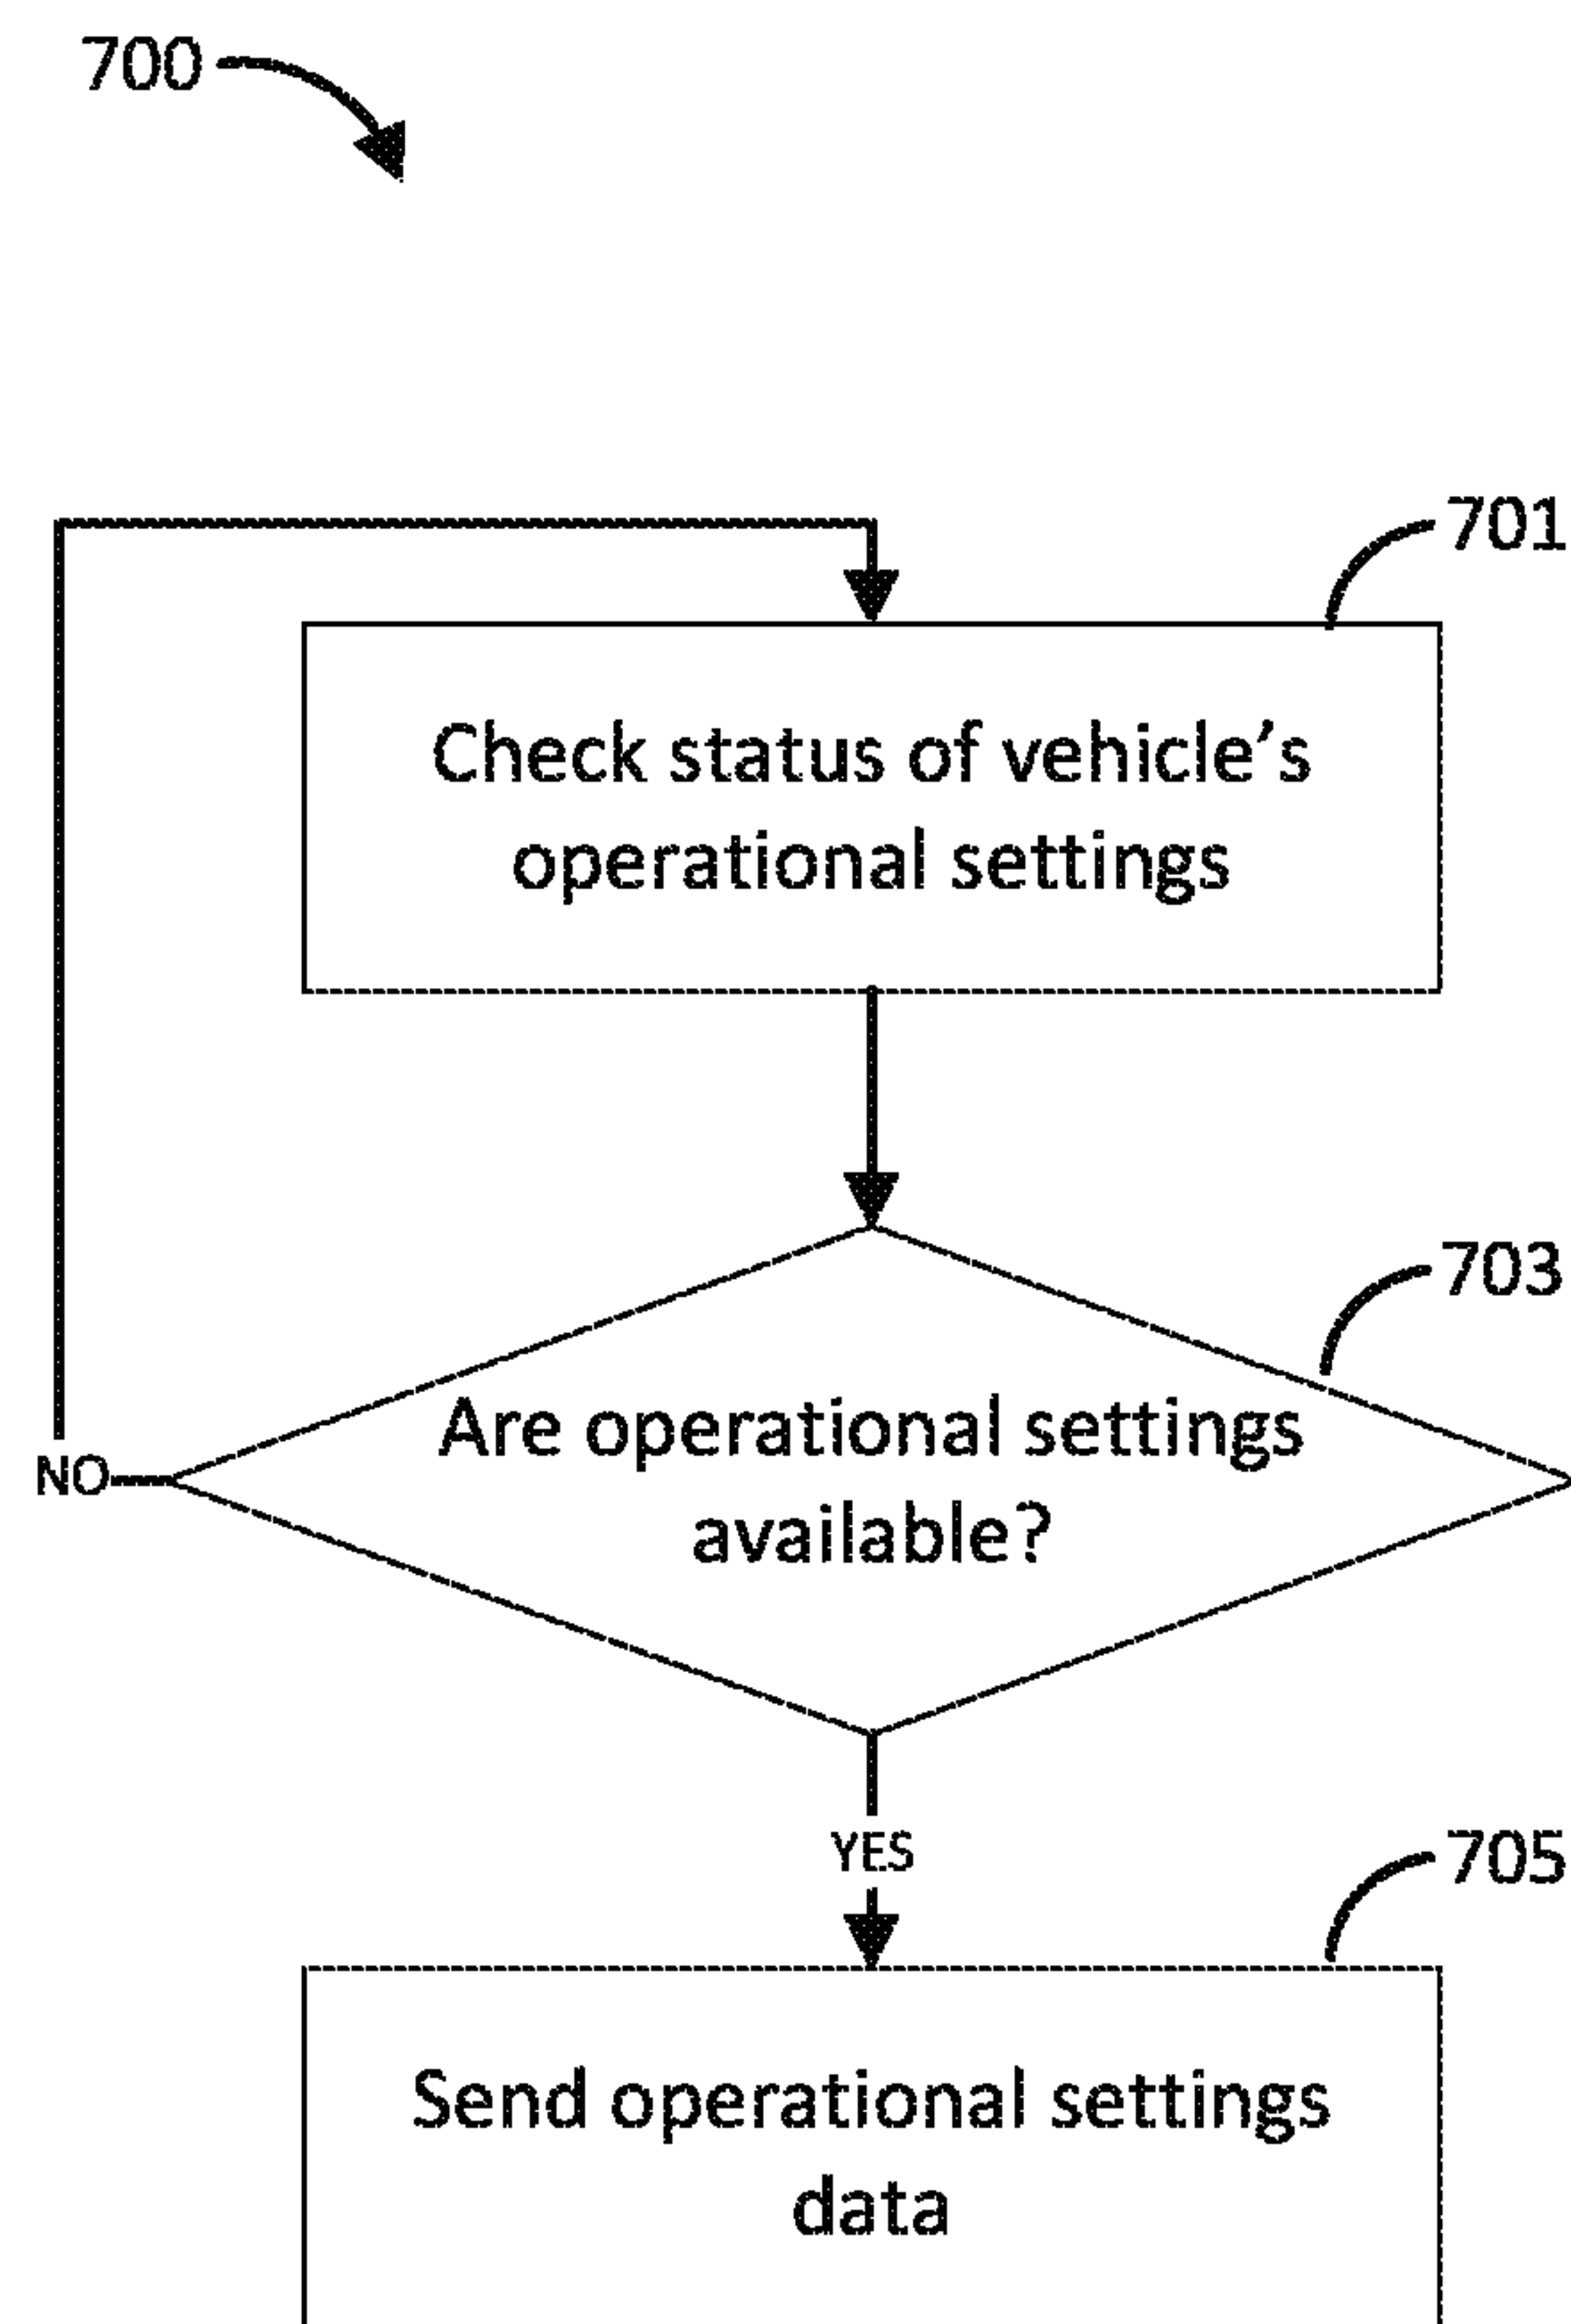 700
701
Check status of vehicle’s
operational settings
703
Are operational settings
available?
NO
YES
705
Send operational settings
data